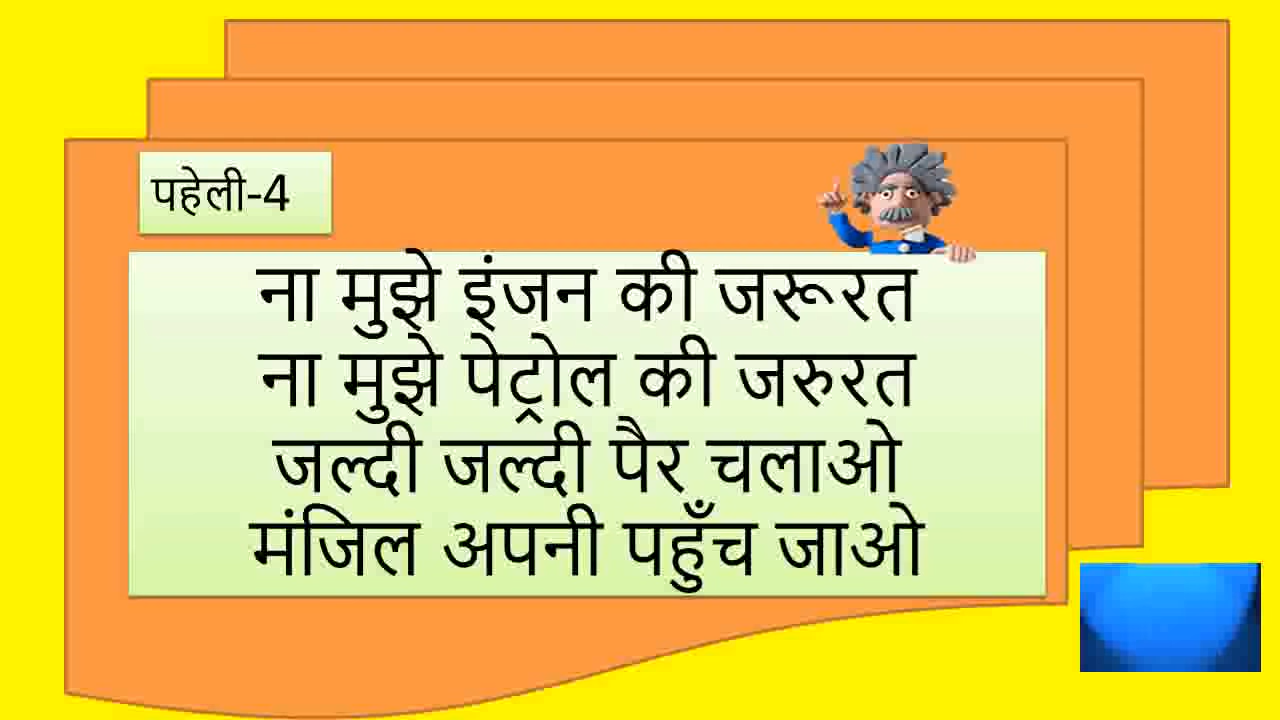 पहेली-4
ना मुझे इंजन की जरूरत
ना मुझे पेट्रोल की जरुरत
जल्दी जल्दी पैर चलाओ
मंजिल अपनी पहुँच जाओ